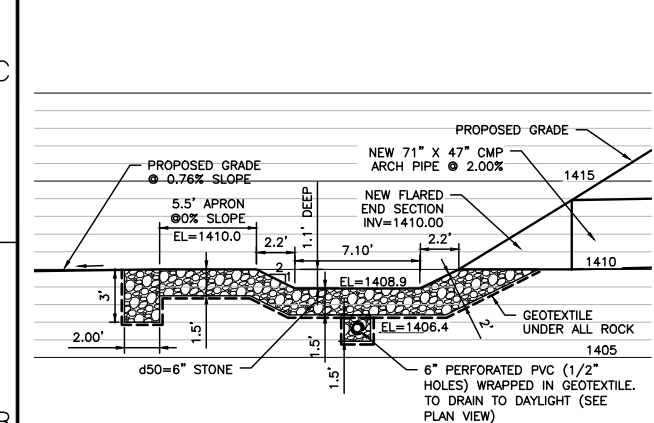 C
PROPOSED GRADE
NEW 71" X 47" CMP
ARCH PIPE @ 2.00%
PROPOSED GRADE
@ 0.76% SLOPE
1415
5.5' APRON
@0% SLOPE
EL=1410.0
1.1' DEEP
NEW FLARED
END SECTION
INV=1410.00
2.2'
7.10'
2.2'
2
1
1410
EL=1408.9
3'
EL=1406.4
2'
GEOTEXTILE
UNDER ALL ROCK
2.00'
1.5'
1.5'
1405
d50=6" STONE
1.5'
6" PERFORATED PVC (1/2"
HOLES) WRAPPED IN GEOTEXTILE.
TO DRAIN TO DAYLIGHT (SEE
PLAN VIEW)